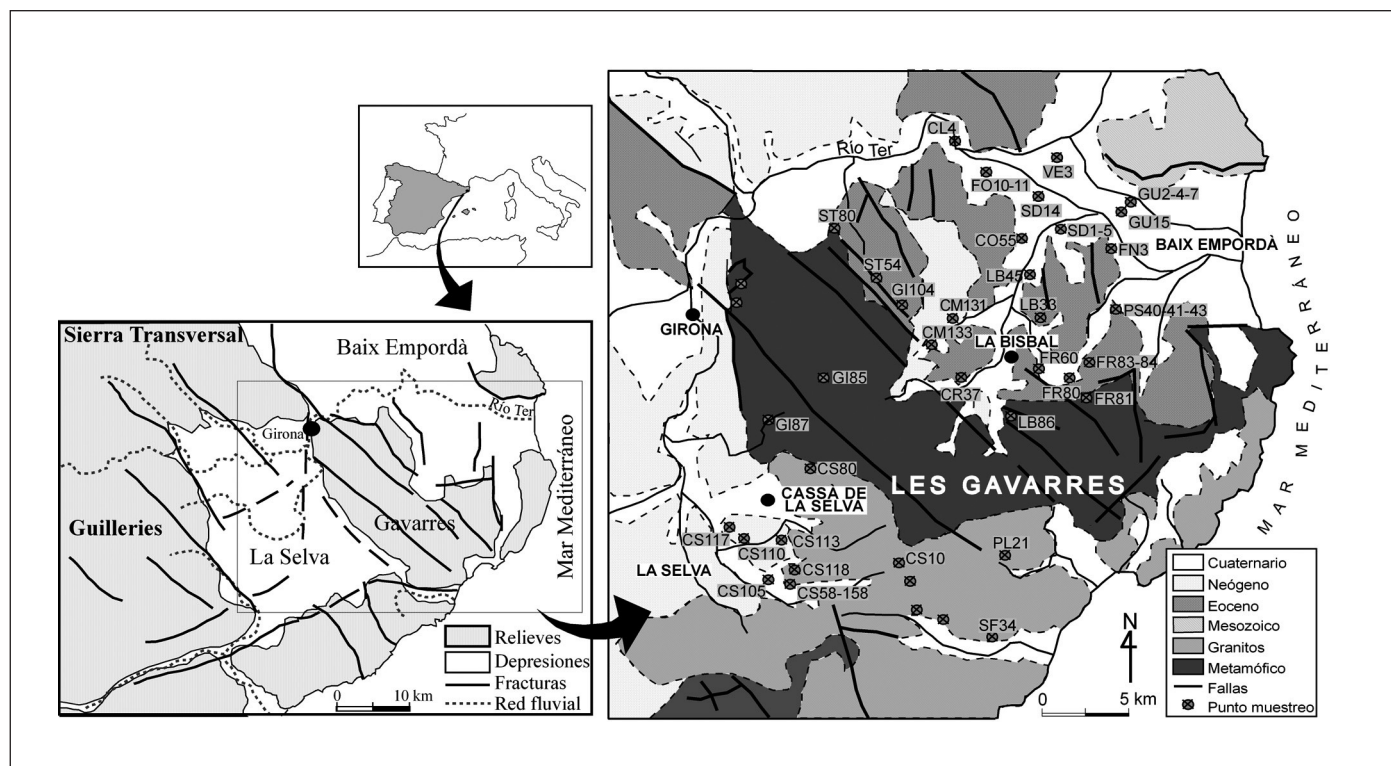 Sierra Transversal
Baix Empordà
Río Ter
Girona
Mar Mediterráneo
Guilleries
Gavarres
La Selva
Relieves
Depresiones
Fracturas
Red fluvial
0 10 km
CL4
Río Ter
VE3
FO10-11
GU2-4-7
SD14
GU15
ST80
CO55
SD1-5
BAIX EMPORDÀ
FN3
ST54
LB45
GI104
CM131
LB33
PS40-41-43
GIRONA
CM133
LA BISBAL
FR60
FR83-84
GI85
CR37
FR80
FR81
GI87
LB86
CS80
LES GAVARRES
CASSA DE
LA SELVA
MAR MEDITERRÁNEO
CS117
CS110
CS113
PL21
LA SELVA
CS118
CS10
CS105
CS58-158
SF34
N
0 5 km
Cuaternario
Neógeno
Eoceno
Mesozoico
Granitos
Metamófico
Fallas
Punto muestreo